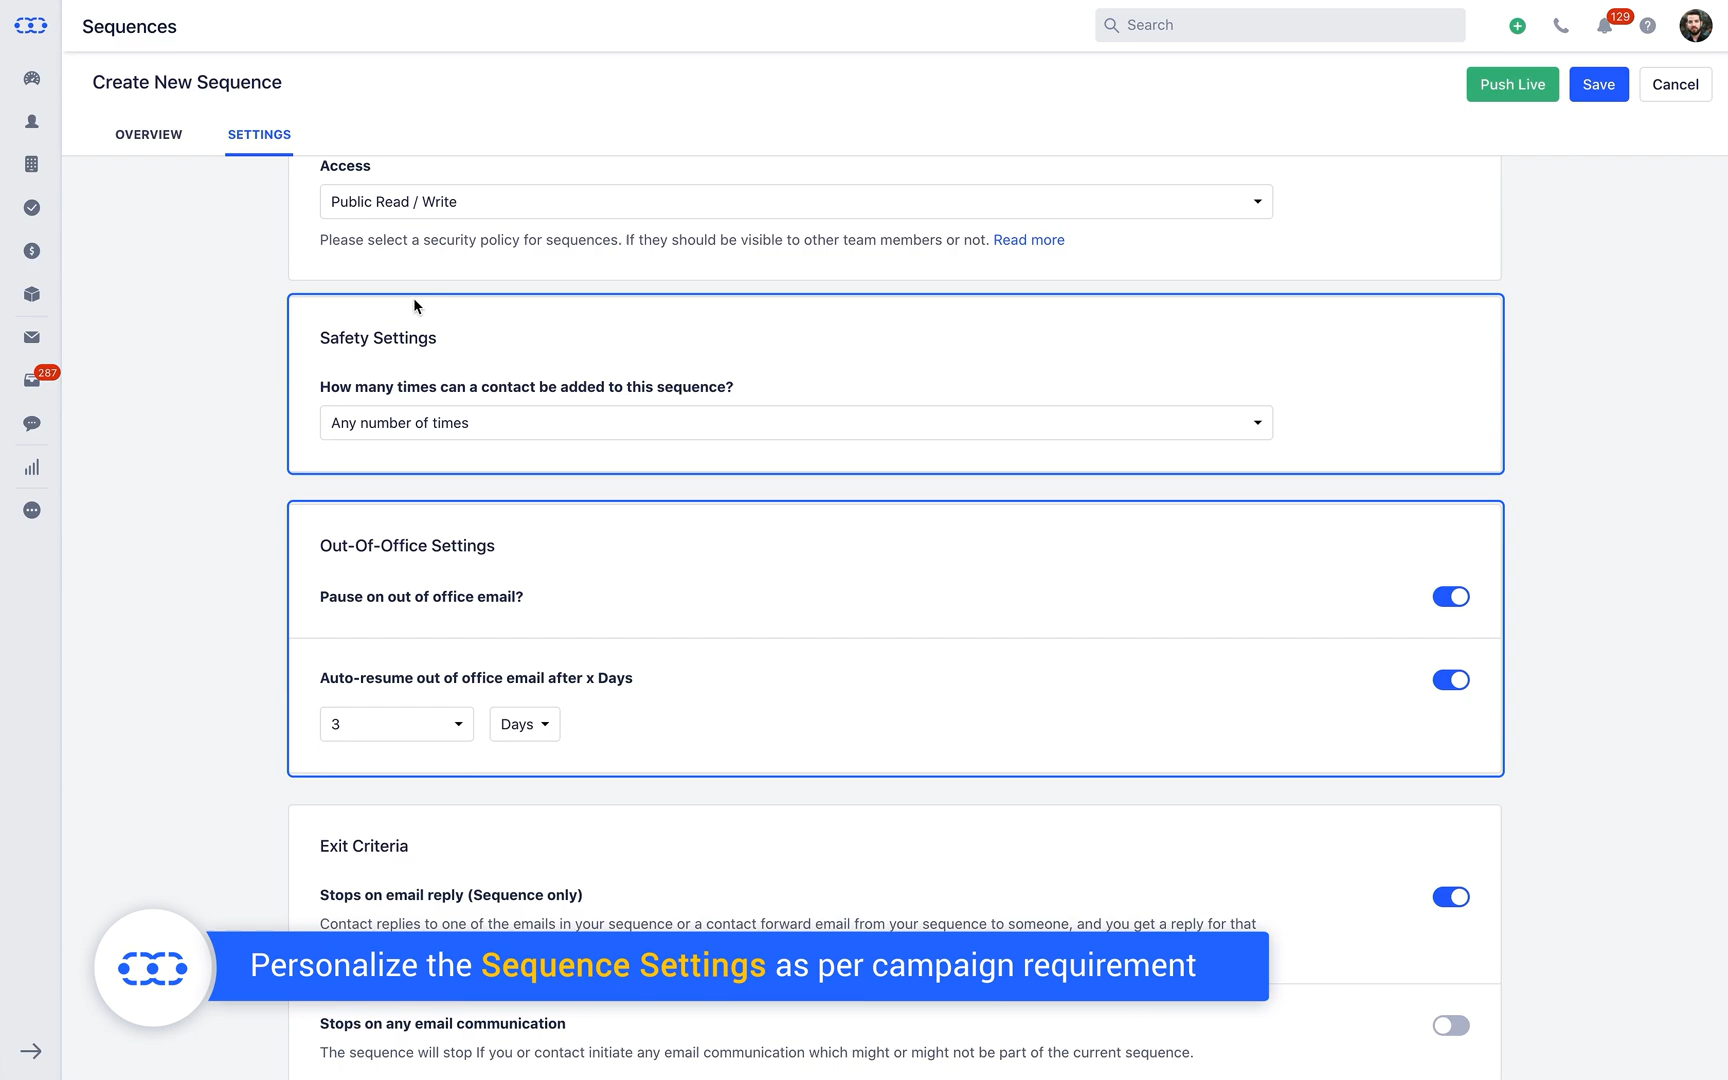 Sequences
Search
129
Create New Sequence
Push Live
Save
Cancel
OVERVIEW
SETTINGS
Access
Public Read / Write
Please select a security policy for sequences. If they should be visible to other team members or not. Read more
Safety Settings
How many times can a contact be added to this sequence?
Any number of times
287
Out-Of-Office Settings
Pause on out of office email?
Auto-resume out of office email after x Days
3
Days
Exit Criteria
Stops on email reply (Sequence only)
Contact replies to one of the emails in your sequence or a contact forward email from your sequence to someone, and you get a reply for that
Personalize the Sequence Settings as per campaign requirement
Stops on any email communication
The sequence will stop If you or contact initiate any email communication which might or might not be part of the current sequence.